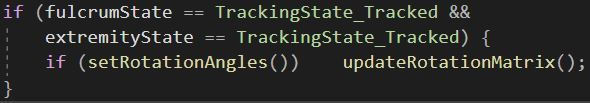 if (fulcrumState == TrackingState_Tracked &&
    extremityState == TrackingState_Tracked) {
    if (setRotationAngles())    updateRotationMatrix();
}